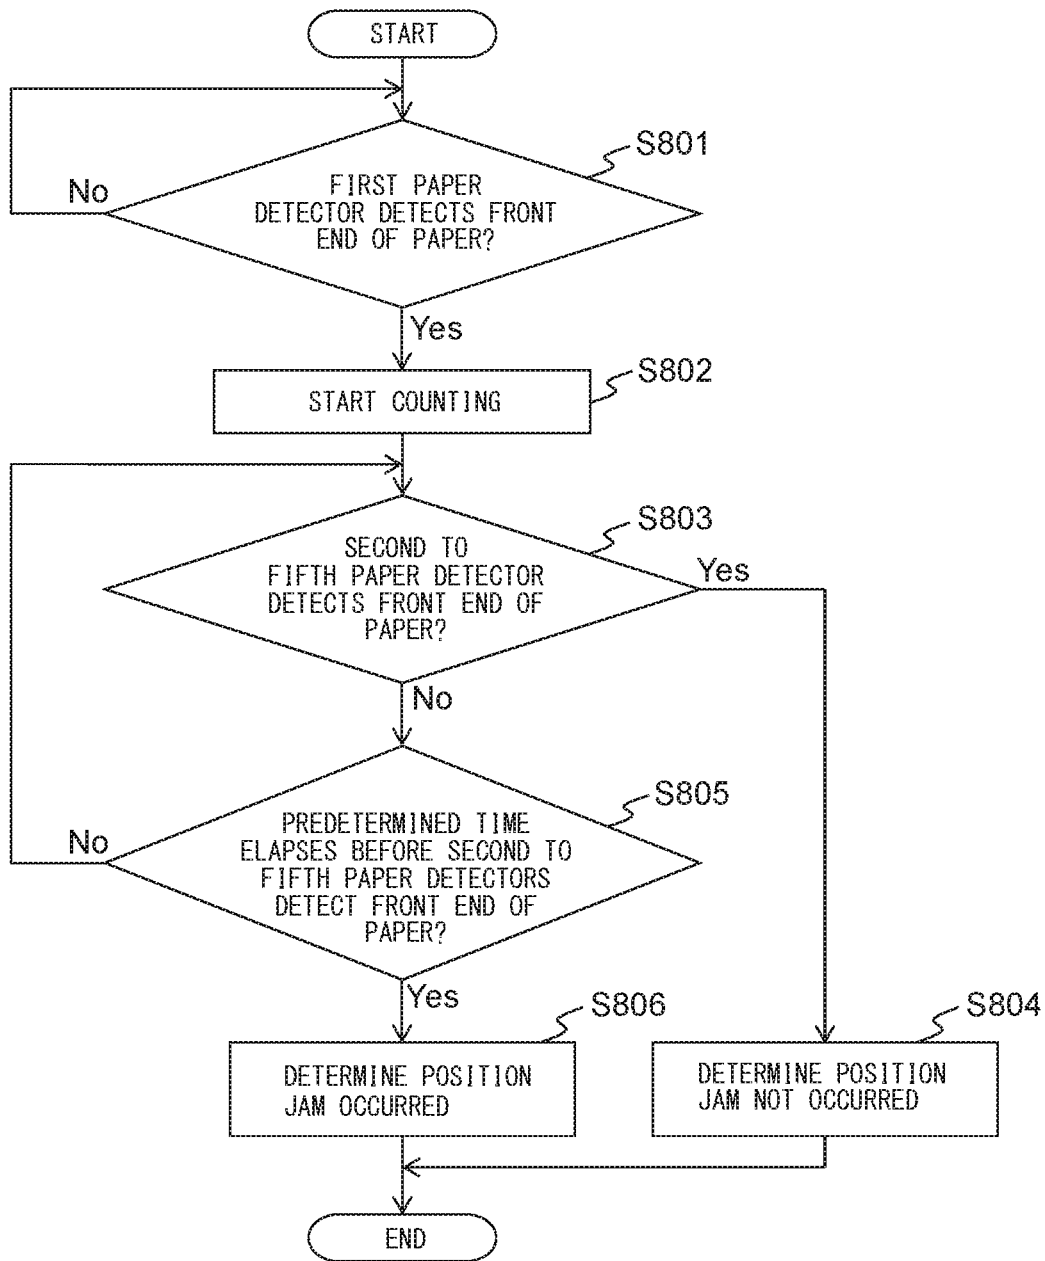 START
S801
No
FIRST PAPER
DETECTOR DETECTS FRONT
END OF PAPER?
Yes
S802
START COUNTING
S803
SECOND TO
FIFTH PAPER DETECTOR
DETECTS FRONT END OF
PAPER?
Yes
No
S805
No
PREDETERMINED TIME
ELAPSES BEFORE SECOND TO
FIFTH PAPER DETECTORS
DETECT FRONT END OF
PAPER?
Yes
S806
S804
DETERMINE POSITION
JAM OCCURRED
DETERMINE POSITION
JAM NOT OCCURRED
END